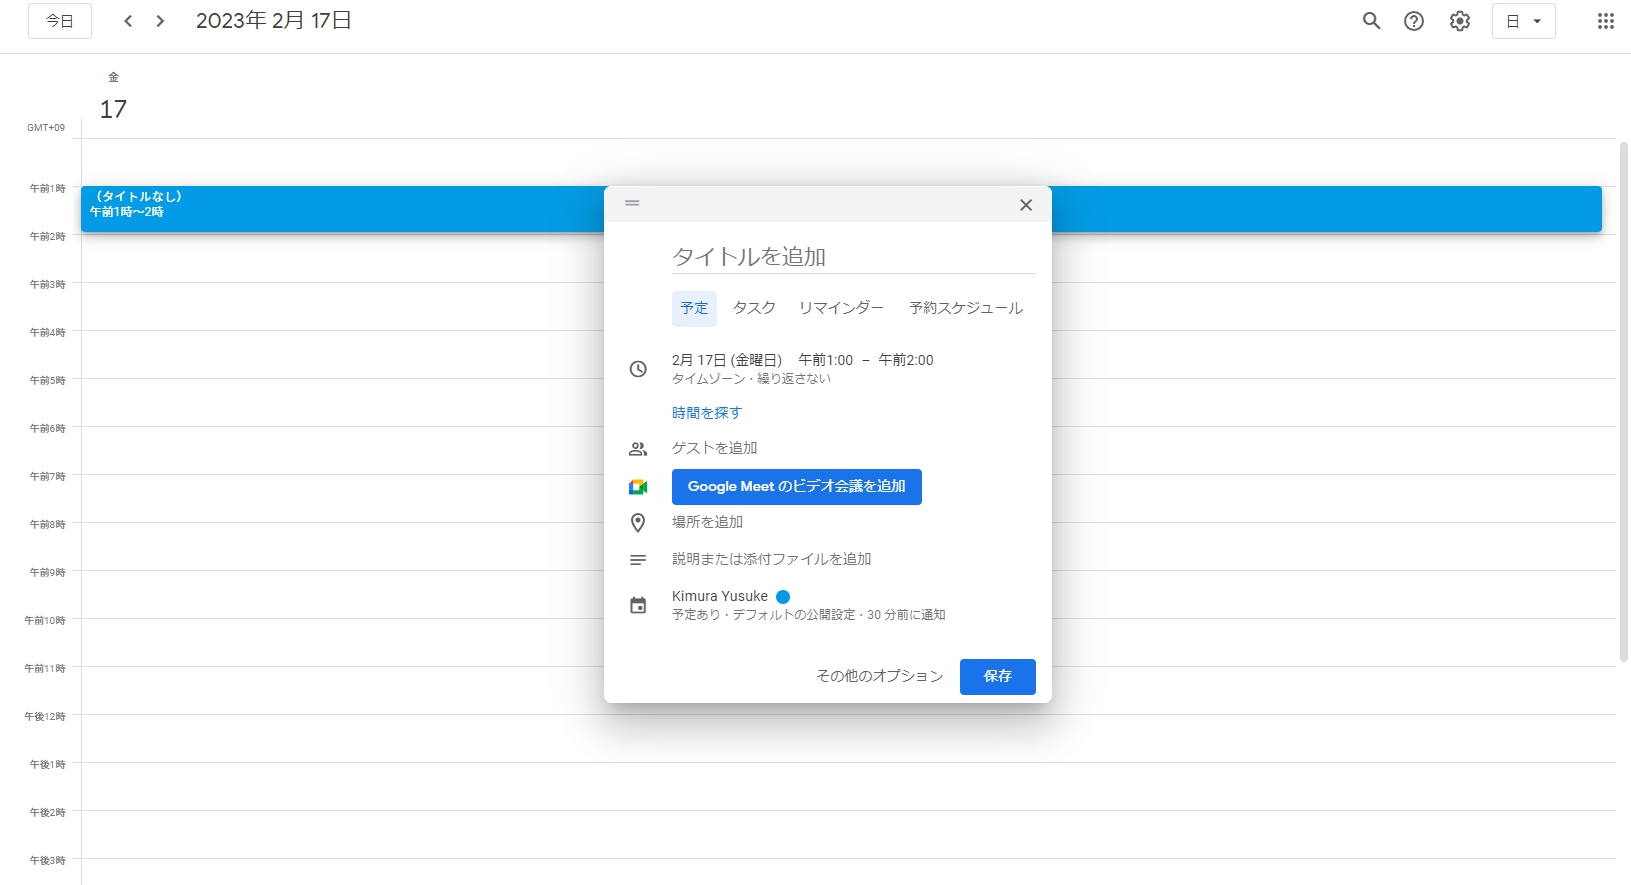 今日
2023年 2月 17日
日
金
17
GMT+09
午前1時
（タイトルなし）
午前1時～2時
午前2時
午前3時
午前4時
午前5時
午前6時
午前7時
午前8時
午前9時
午前10時
午前11時
午後12時
午後1時
午後2時
午後3時
タイトルを追加
予定 タスク リマインダー 予約スケジュール
2月 17日 (金曜日) 午前1:00 – 午前2:00
タイムゾーン・繰り返さない
時間を探す
ゲストを追加
Google Meet のビデオ会議を追加
場所を追加
説明または添付ファイルを追加
Kimura Yusuke
予定あり・デフォルトの公開設定・30 分前に通知
その他のオプション 保存